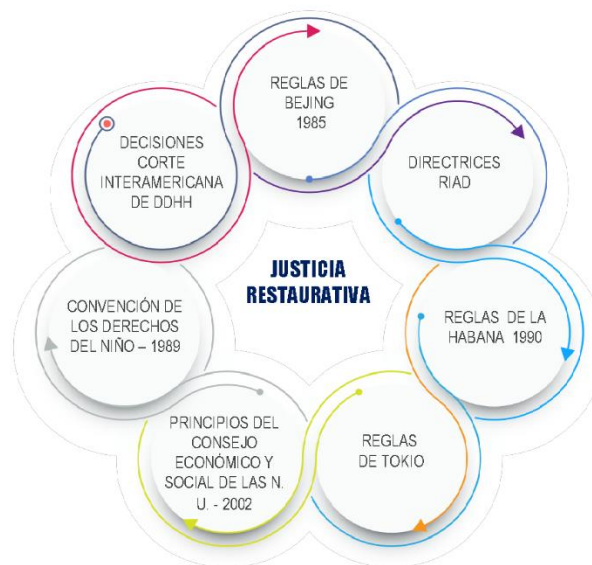 REGLAS DE
BEJING
1985
DIRECTRICES
RIAD
REGLAS DE LA
HABANA 1990
REGLAS
DE TOKIO
PRINCIPIOS DEL
CONSEJO
ECONÓMICO Y
SOCIAL DE LAS N.
U. - 2002
CONVENCIÓN DE
LOS DERECHOS
DEL NIÑO – 1989
DECISIONES
CORTE
INTERAMERICANA
DE DDHH
JUSTICIA
RESTAURATIVA